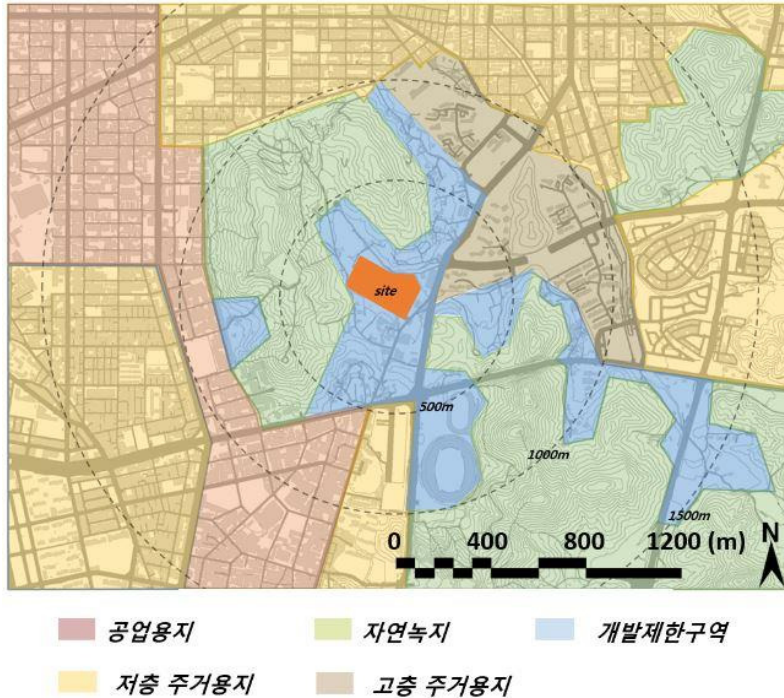 site
500m
1000m
1500m
0 400 800 1200 (m)
N
공업용지 자연녹지 개발제한구역
저층 주거용지 고층 주거용지